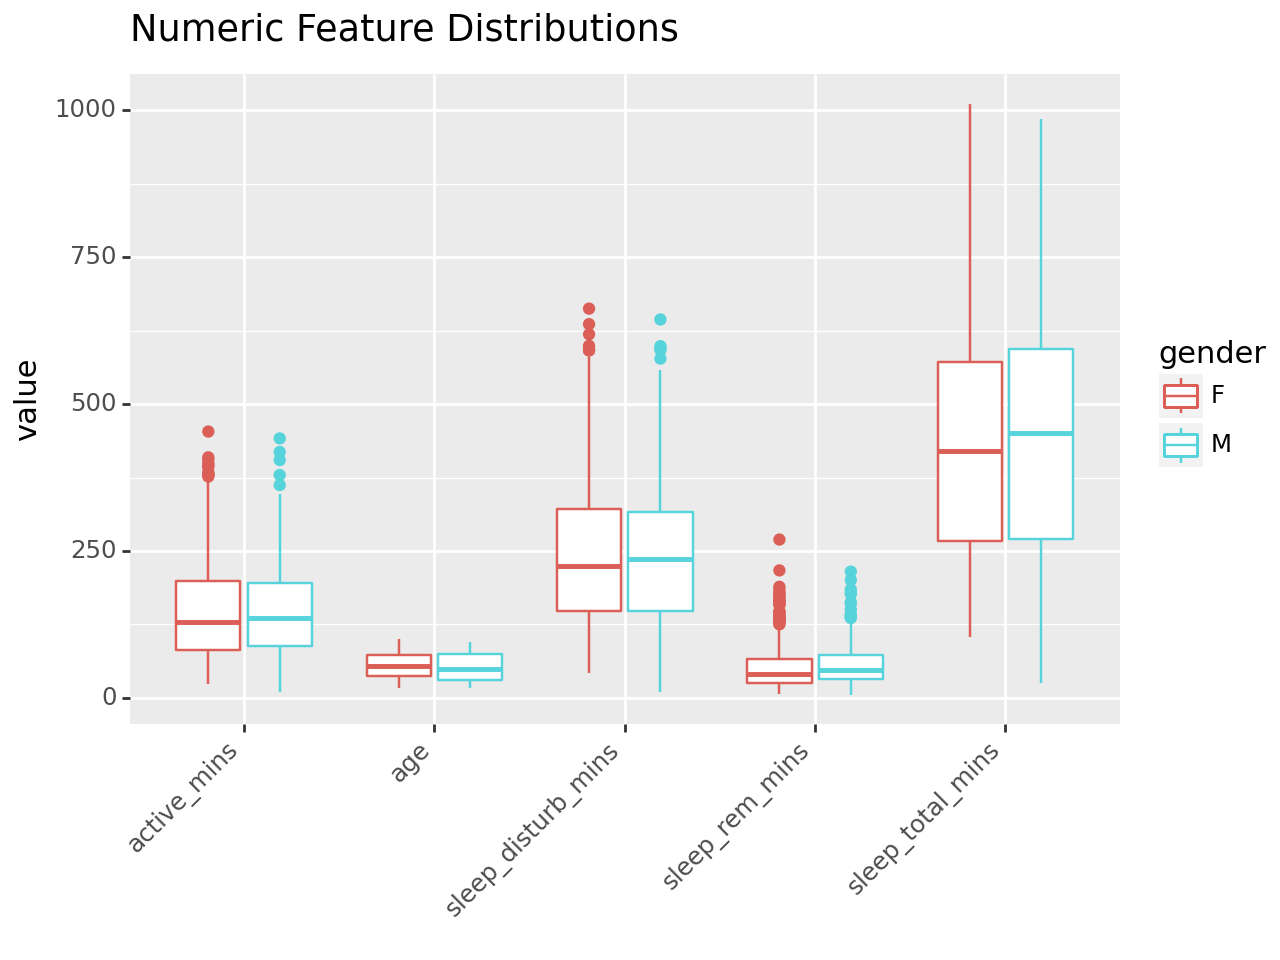 Numeric Feature Distributions
value
1000
750
500
250
0
active_mins
age
sleep_disturb_mins
sleep_rem_mins
sleep_total_mins
gender
F
M